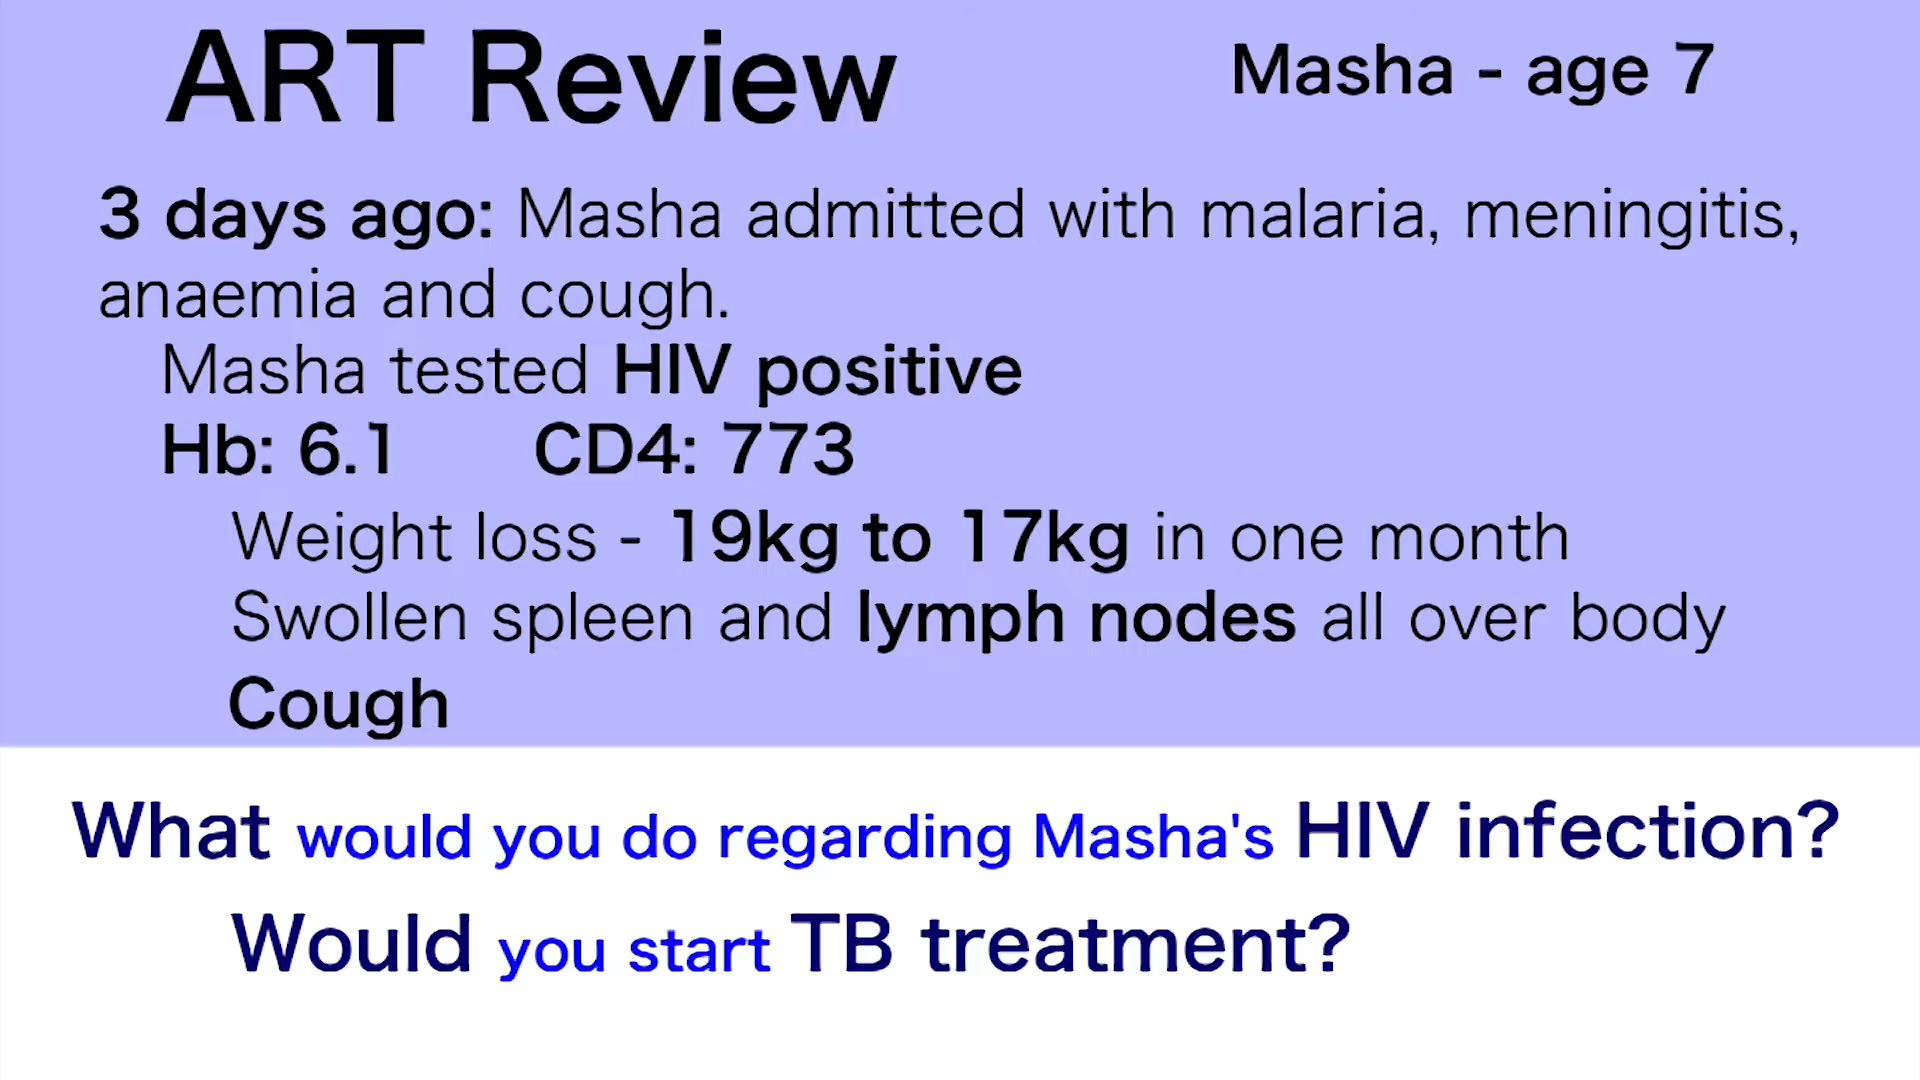 ART Review
Masha - age 7
3 days ago: Masha admitted with malaria, meningitis,
anaemia and cough.
Masha tested HIV positive
Hb: 6.1 CD4: 773
Weight loss - 19kg to 17kg in one month
Swollen spleen and lymph nodes all over body
Cough
What would you do regarding Masha's HIV infection?
Would you start TB treatment?